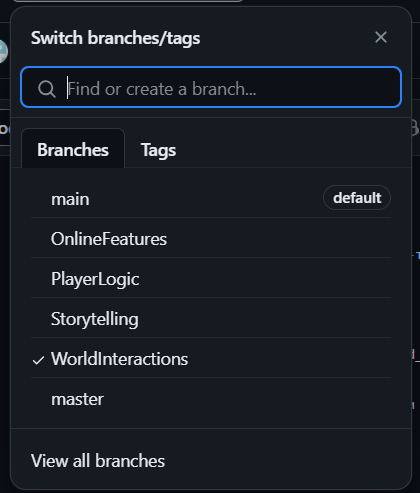 Switch branches/tags
Find or create a branch...
Branches Tags
main default
OnlineFeatures
PlayerLogic
Storytelling
WorldInteractions
master
View all branches